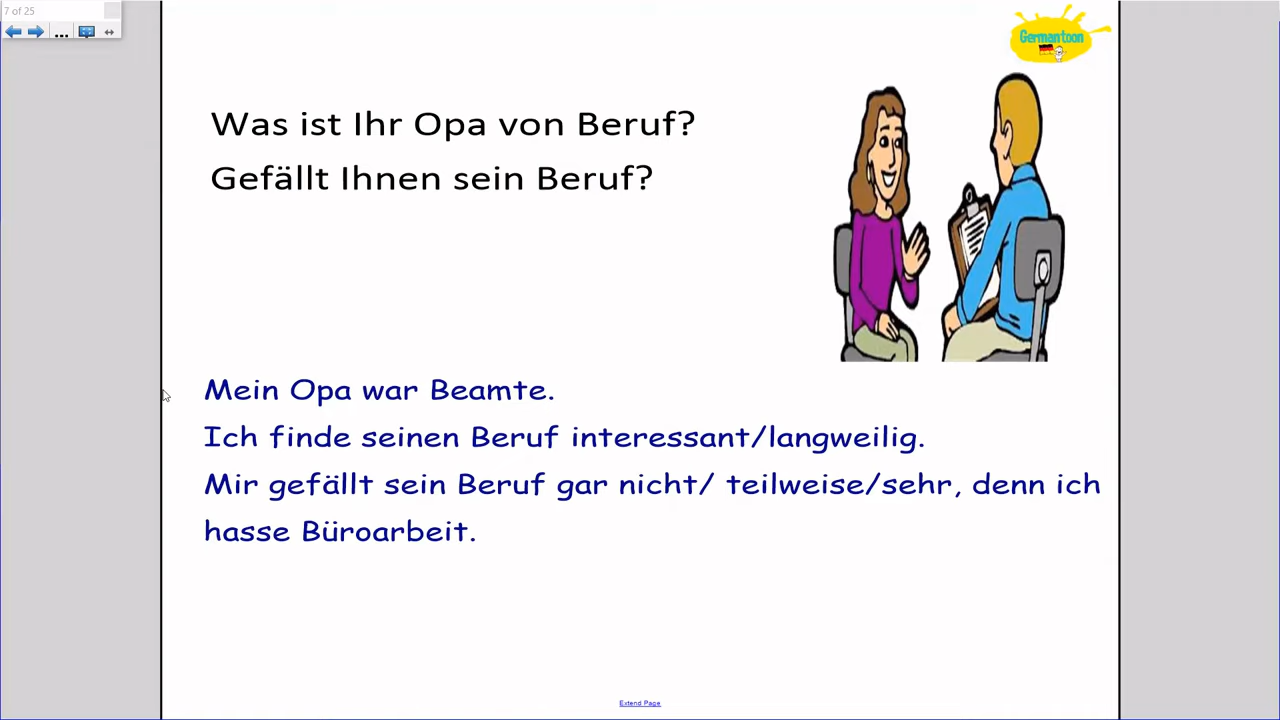 7 of 25
Germantoon
Was ist Ihr Opa von Beruf?
Gefällt Ihnen sein Beruf?
Mein Opa war Beamte.
Ich finde seinen Beruf interessant/langweilig.
Mir gefällt sein Beruf gar nicht/ teilweise/sehr, denn ich
hasse Büroarbeit.
Extend Page